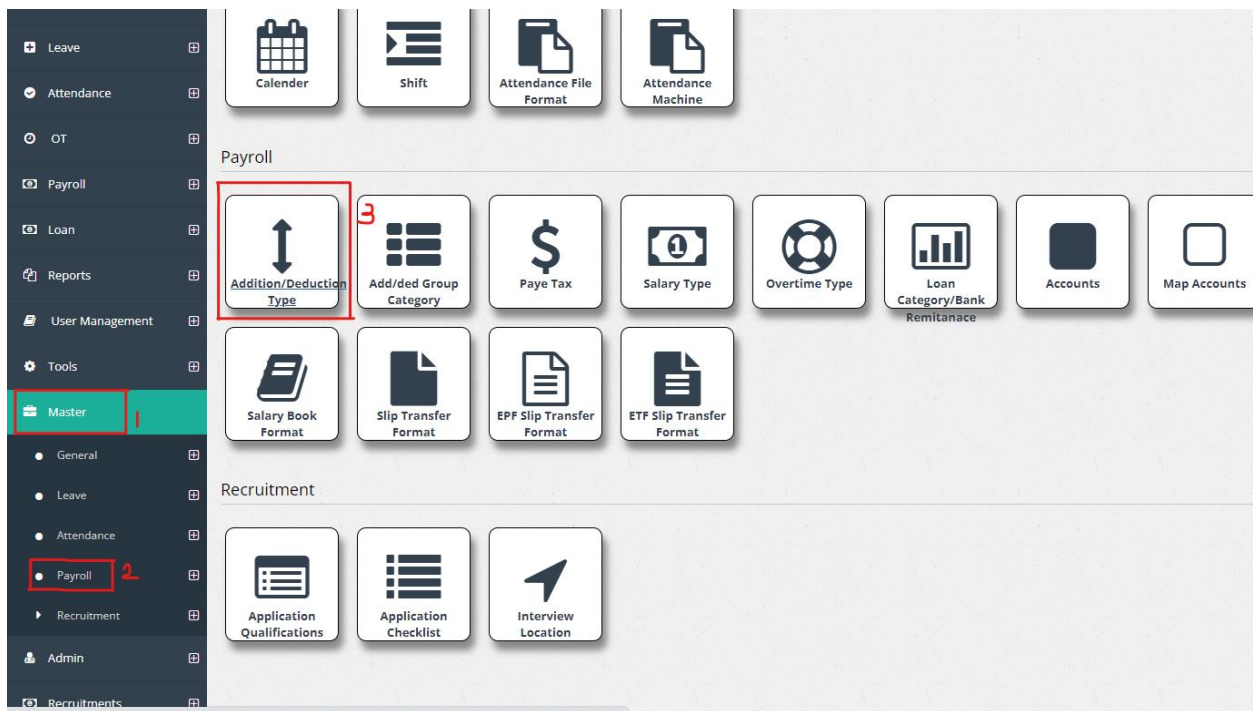 Leave
Attendance
OT
Payroll
Loan
Reports
User Management
Tools
Master
1
General
Leave
Attendance
Payroll
2
Recruitment
Admin
Recruitments
Calender
Shift
Attendance File
Format
Attendance
Machine
Payroll
Addition/Deduction
Type
3
Add/ded Group
Category
Paye Tax
1
Salary Type
Overtime Type
Loan
Category/Bank
Remitanace
Accounts
Map Accounts
Salary Book
Format
Slip Transfer
Format
EPF Slip Transfer
Format
ETF Slip Transfer
Format
Recruitment
Application
Qualifications
Application
Checklist
Interview
Location